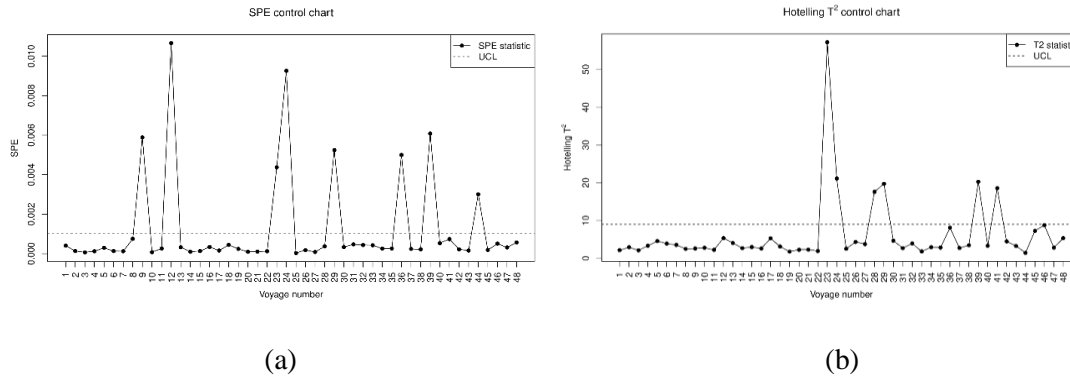 SPE control chart
SPE statistic
UCL
0.010
0.008
0.006
0.004
0.002
0.000
SPE
1 2 3 4 5 6 7 8 9 10 11 12 13 14 15 16 17 18 19 20 21 22 23 24 25 26 27 28 29 30 31 32 33 34 35 36 37 38 39 40 41 42 43 44 45 46 47 48
Voyage number
(a)
Hotelling T² control chart
T2 statist
UCL
50
40
30
20
10
0
Hotelling T²
1 2 3 4 5 6 7 8 9 10 11 12 13 14 15 16 17 18 19 20 21 22 23 24 25 26 27 28 29 30 31 32 33 34 35 36 37 38 39 40 41 42 43 44 45 46 47 48
Voyage number
(b)